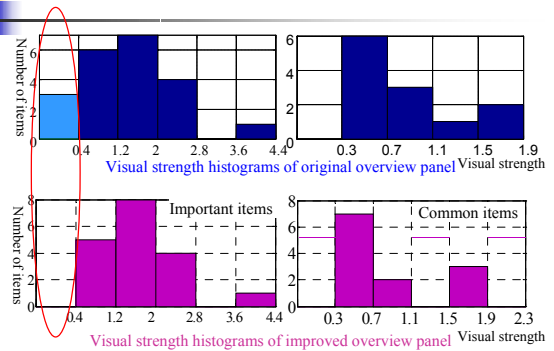 Number of items
6
4
2
0
0.4 1.2 2 2.8 3.6 4.4
6
4
2
0
0.3 0.7 1.1 1.5 1.9
Visual strength histograms of original overview panel
Visual strength
Number of items
8
6
4
2
0
Important items
0.4 1.2 2 2.8 3.6 4.4
8
6
4
2
0
Common items
0.3 0.7 1.1 1.5 1.9 2.3
Visual strength histograms of improved overview panel
Visual strength